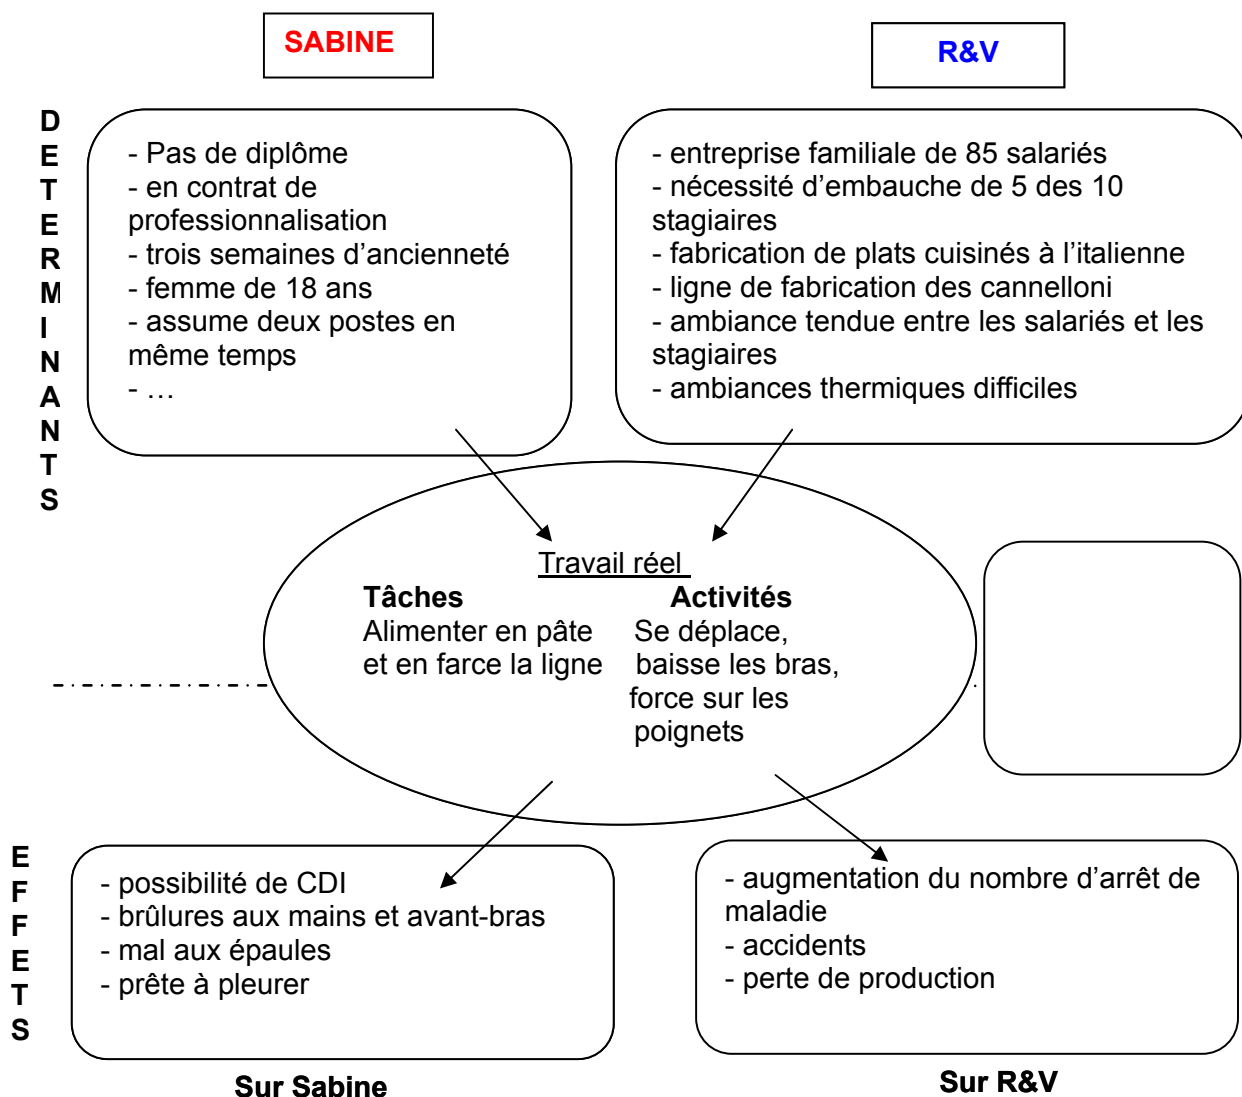 SABINE
R&V
DETERMINANTS
- Pas de diplôme
- en contrat de
professionnalisation
- trois semaines d’ancienneté
- femme de 18 ans
- assume deux postes en
même temps
- …
- entreprise familiale de 85 salariés
- nécessité d’embauche de 5 des 10
stagiaires
- fabrication de plats cuisinés à l’italienne
- ligne de fabrication des cannelloni
- ambiance tendue entre les salariés et les
stagiaires
- ambiances thermiques difficiles
Travail réel
Tâches
Alimenter en pâte
et en farce la ligne
Activités
Se déplace,
baisse les bras,
force sur les
poignets
EFFETS
- possibilité de CDI
- brûlures aux mains et avant-bras
- mal aux épaules
- prête à pleurer
- augmentation du nombre d’arrêt de
maladie
- accidents
- perte de production
Sur Sabine
Sur R&V